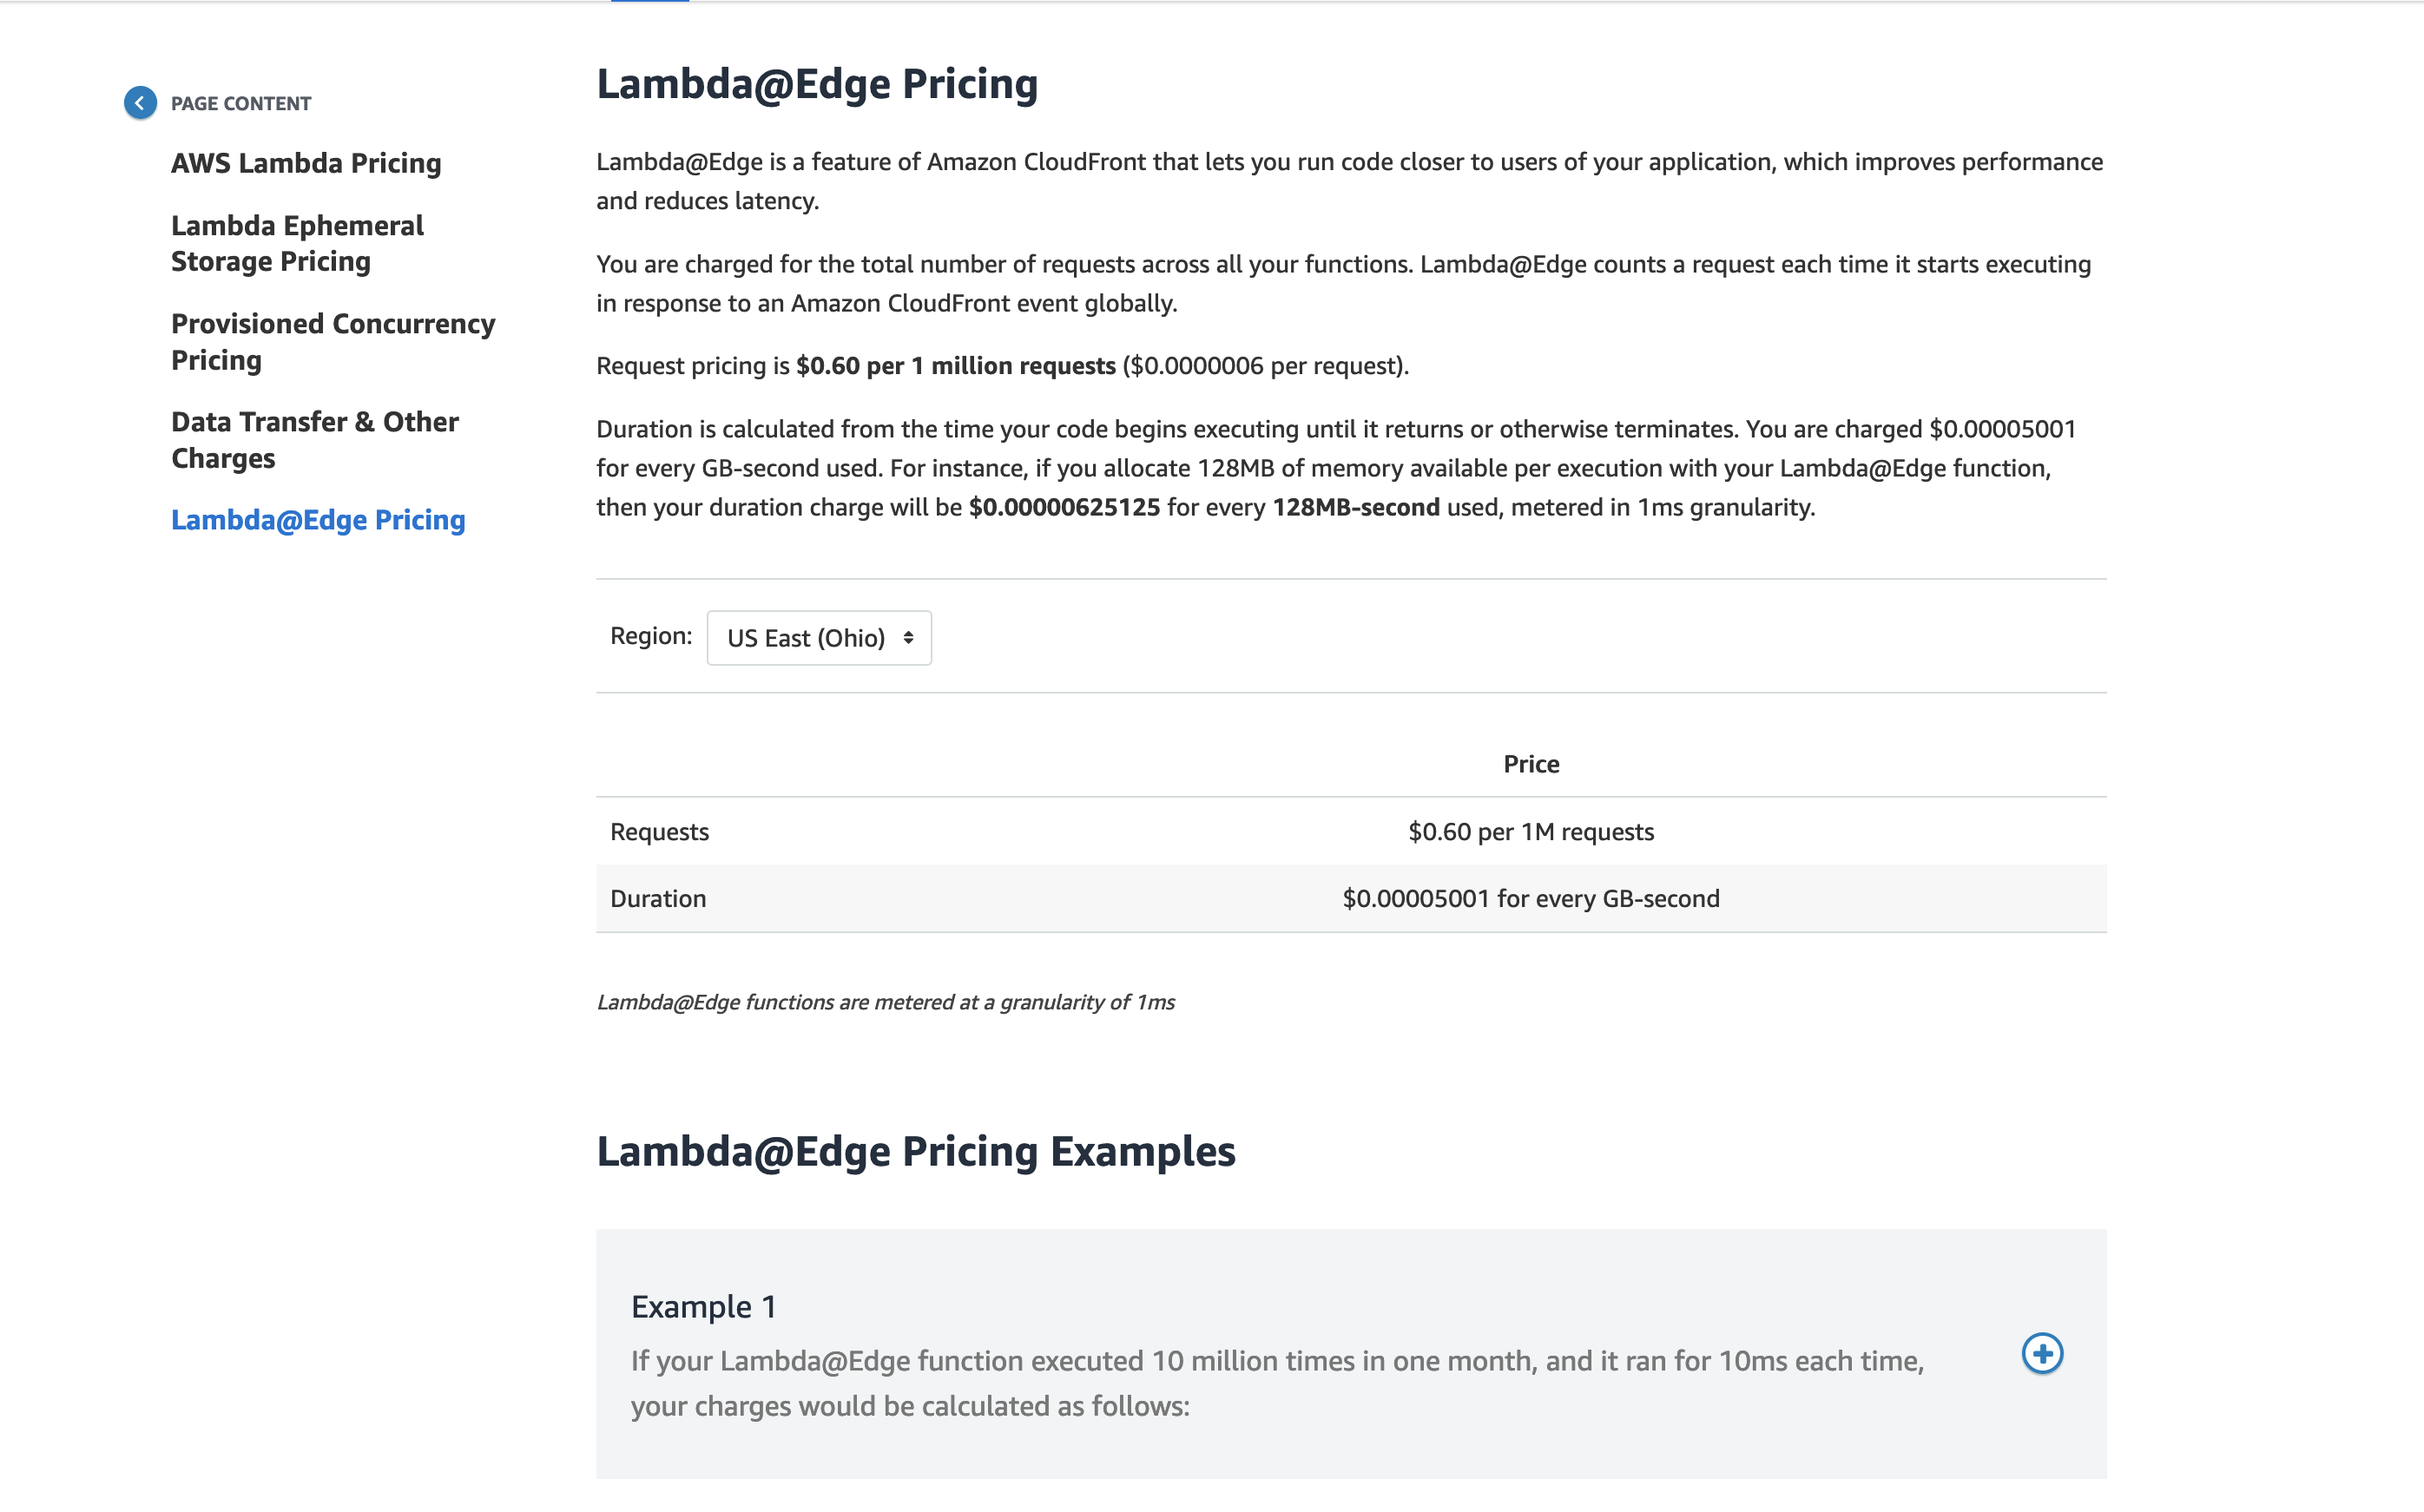 PAGE CONTENT
AWS Lambda Pricing
Lambda Ephemeral
Storage Pricing
Provisioned Concurrency
Pricing
Data Transfer & Other
Charges
Lambda@Edge Pricing
Lambda@Edge Pricing
Lambda@Edge is a feature of Amazon CloudFront that lets you run code closer to users of your application, which improves performance
and reduces latency.
You are charged for the total number of requests across all your functions. Lambda@Edge counts a request each time it starts executing
in response to an Amazon CloudFront event globally.
Request pricing is $0.60 per 1 million requests ($0.0000006 per request).
Duration is calculated from the time your code begins executing until it returns or otherwise terminates. You are charged $0.00005001
for every GB-second used. For instance, if you allocate 128MB of memory available per execution with your Lambda@Edge function,
then your duration charge will be $0.00000625125 for every 128MB-second used, metered in 1ms granularity.
Region: US East (Ohio)
Price
Requests $0.60 per 1M requests
Duration $0.00005001 for every GB-second
Lambda@Edge functions are metered at a granularity of 1ms
Lambda@Edge Pricing Examples
Example 1
If your Lambda@Edge function executed 10 million times in one month, and it ran for 10ms each time,
your charges would be calculated as follows: